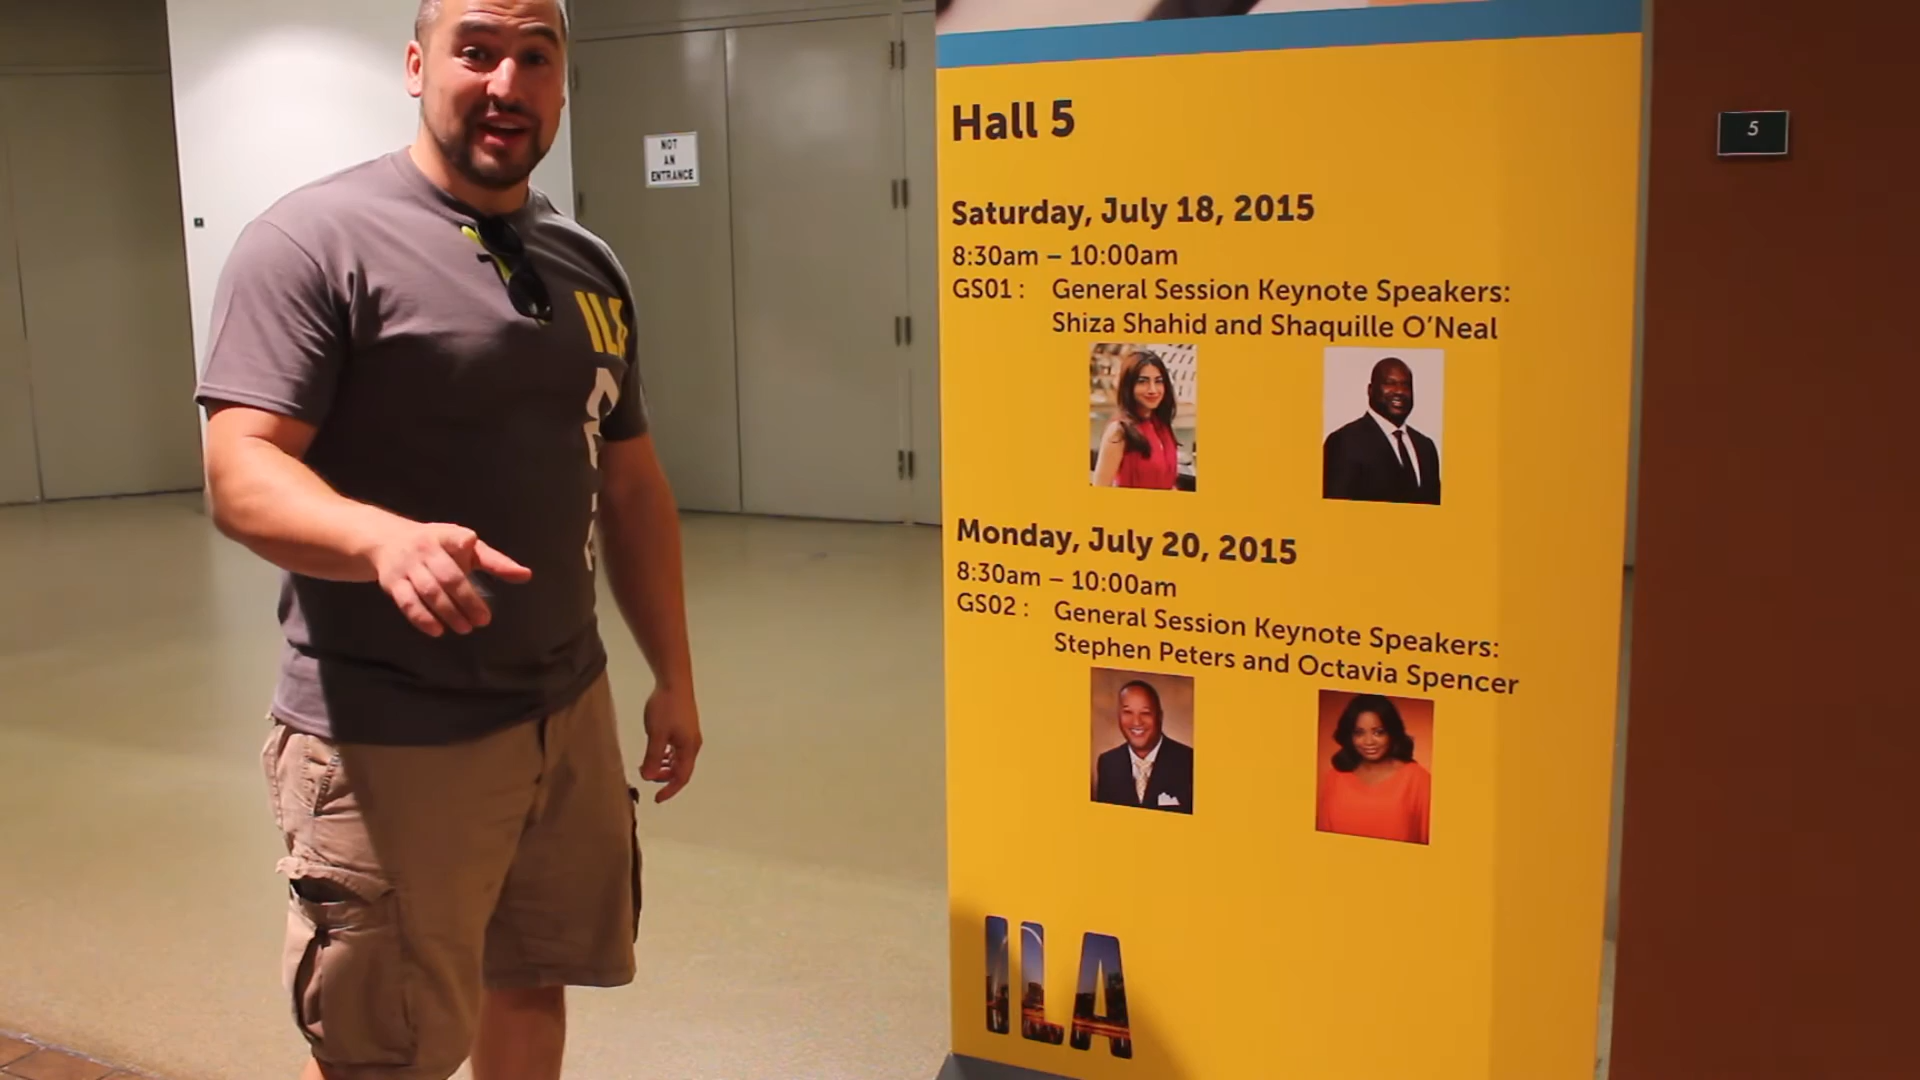 NOT
AN
ENTRANCE
ILA
Hall 5
Saturday, July 18, 2015
8:30am – 10:00am
GS01 : General Session Keynote Speakers:
Shiza Shahid and Shaquille O’Neal
Monday, July 20, 2015
8:30am – 10:00am
GS02 : General Session Keynote Speakers:
Stephen Peters and Octavia Spencer
ILA
5